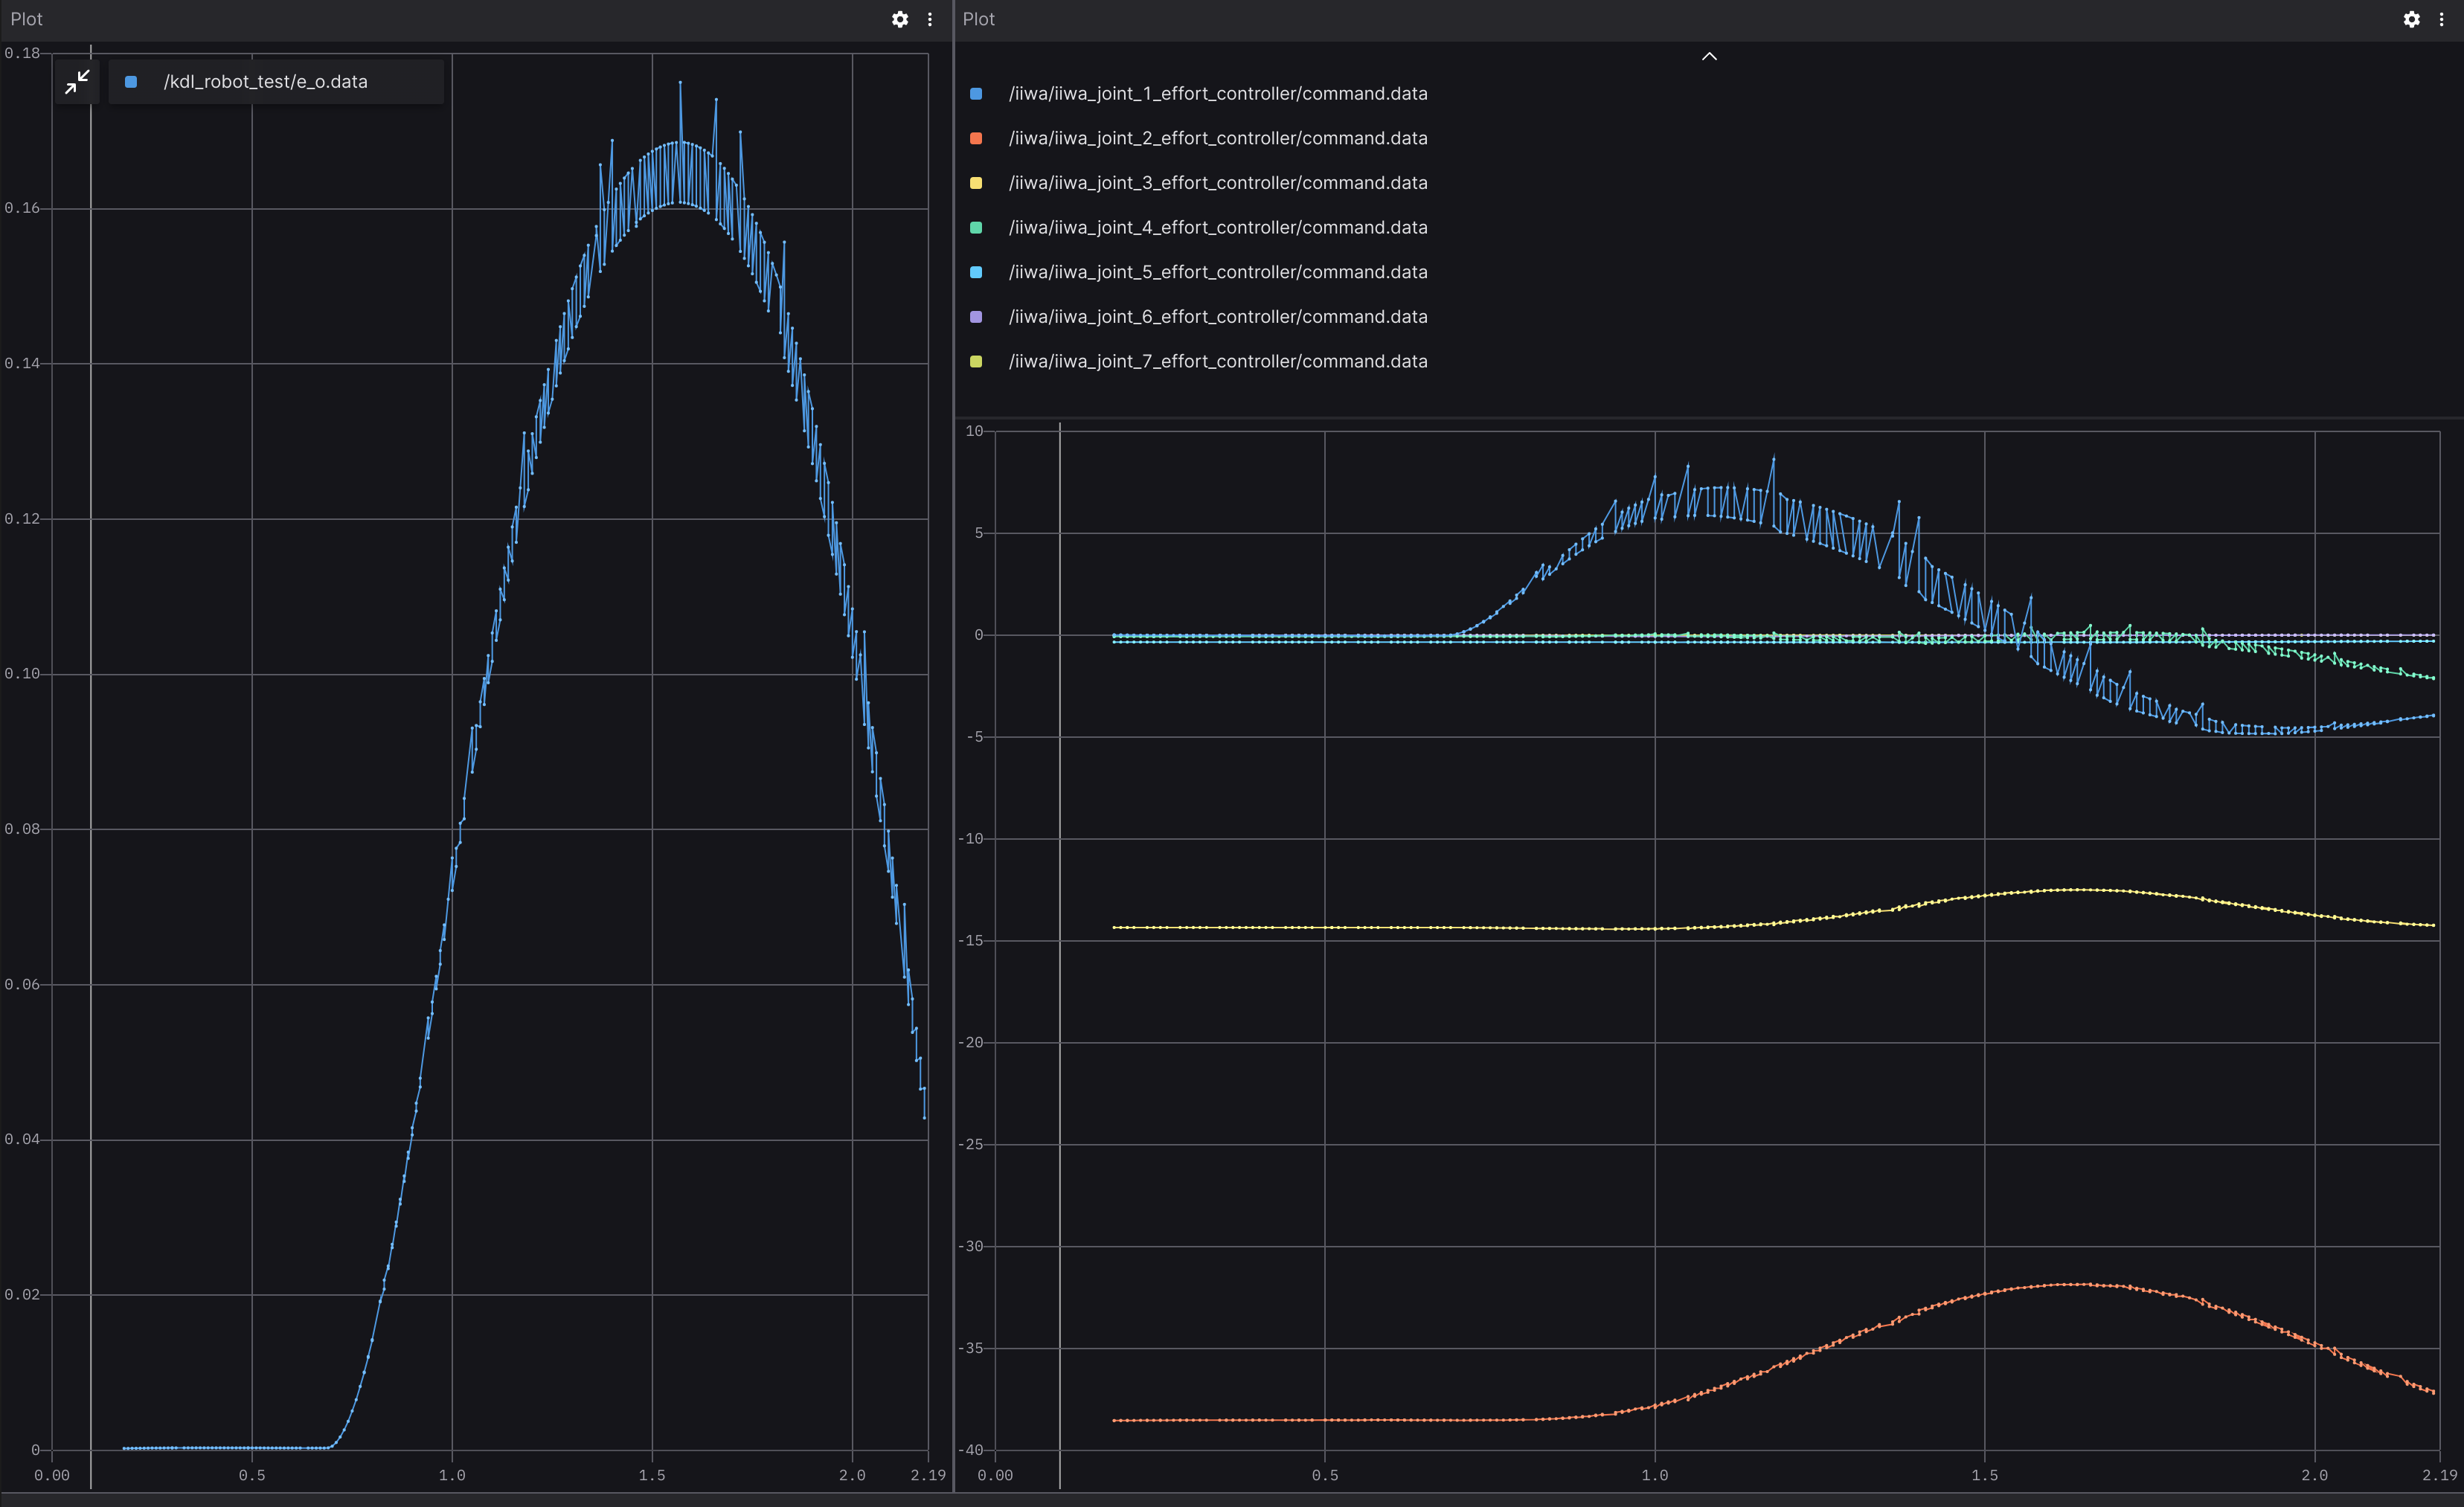 Plot
/kdl_robot_test/e_o.data
0.18
0.16
0.14
0.12
0.10
0.08
0.06
0.04
0.02
0
0.00 0.5 1.0 1.5 2.0 2.19
Plot
/iiwa/iiwa_joint_1_effort_controller/command.data
/iiwa/iiwa_joint_2_effort_controller/command.data
/iiwa/iiwa_joint_3_effort_controller/command.data
/iiwa/iiwa_joint_4_effort_controller/command.data
/iiwa/iiwa_joint_5_effort_controller/command.data
/iiwa/iiwa_joint_6_effort_controller/command.data
/iiwa/iiwa_joint_7_effort_controller/command.data
10
5
0
-5
-10
-15
-20
-25
-30
-35
-40
0.00 0.5 1.0 1.5 2.0 2.19